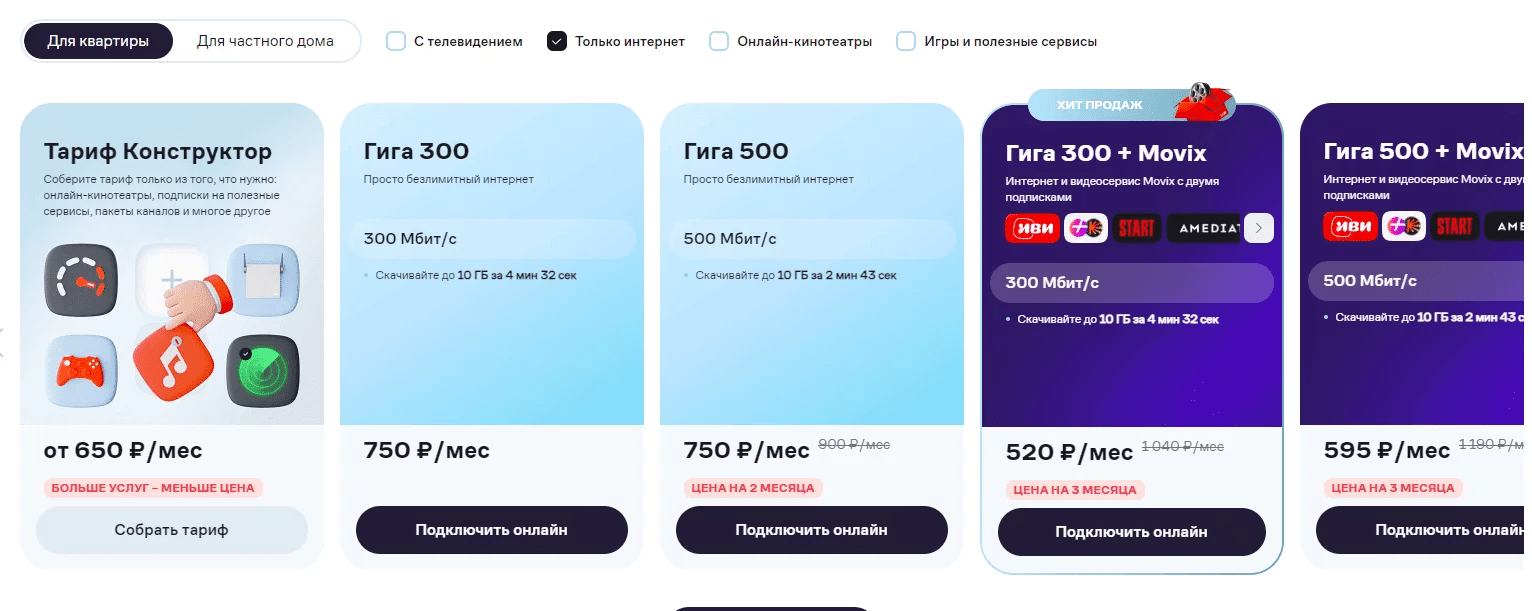 Для квартиры
Для частного дома
С телевидением
Только интернет
Онлайн-кинотеатры
Игры и полезные сервисы
Тариф Конструктор
Соберите тариф только из того, что нужно:
онлайн-кинотеатры, подписки на полезные
сервисы, пакеты каналов и многое другое
от 650 ₽/мес
БОЛЬШЕ УСЛУГ – МЕНЬШЕ ЦЕНА
Собрать тариф
Гига 300
Просто безлимитный интернет
300 Мбит/с
Скачивайте до 10 ГБ за 4 мин 32 сек
750 ₽/мес
Подключить онлайн
Гига 500
Просто безлимитный интернет
500 Мбит/с
Скачивайте до 10 ГБ за 2 мин 43 сек
750 ₽/мес 900 ₽/мес
ЦЕНА НА 2 МЕСЯЦА
Подключить онлайн
ХИТ ПРОДАЖ
Гига 300 + Movix
Интернет и видеосервис Movix с двумя
подписками
ИВИ START AMEDIAT
300 Мбит/с
Скачивайте до 10 ГБ за 4 мин 32 сек
520 ₽/мес 1 040 ₽/мес
ЦЕНА НА 3 МЕСЯЦА
Подключить онлайн
Гига 500 + Movix
Интернет и видеосервис Movix с дву
подписками
ИВИ START AME
500 Мбит/с
Скачивайте до 10 ГБ за 2 мин 43 с
595 ₽/мес 1 190 ₽/м
ЦЕНА НА 3 МЕСЯЦА
Подключить онлайн